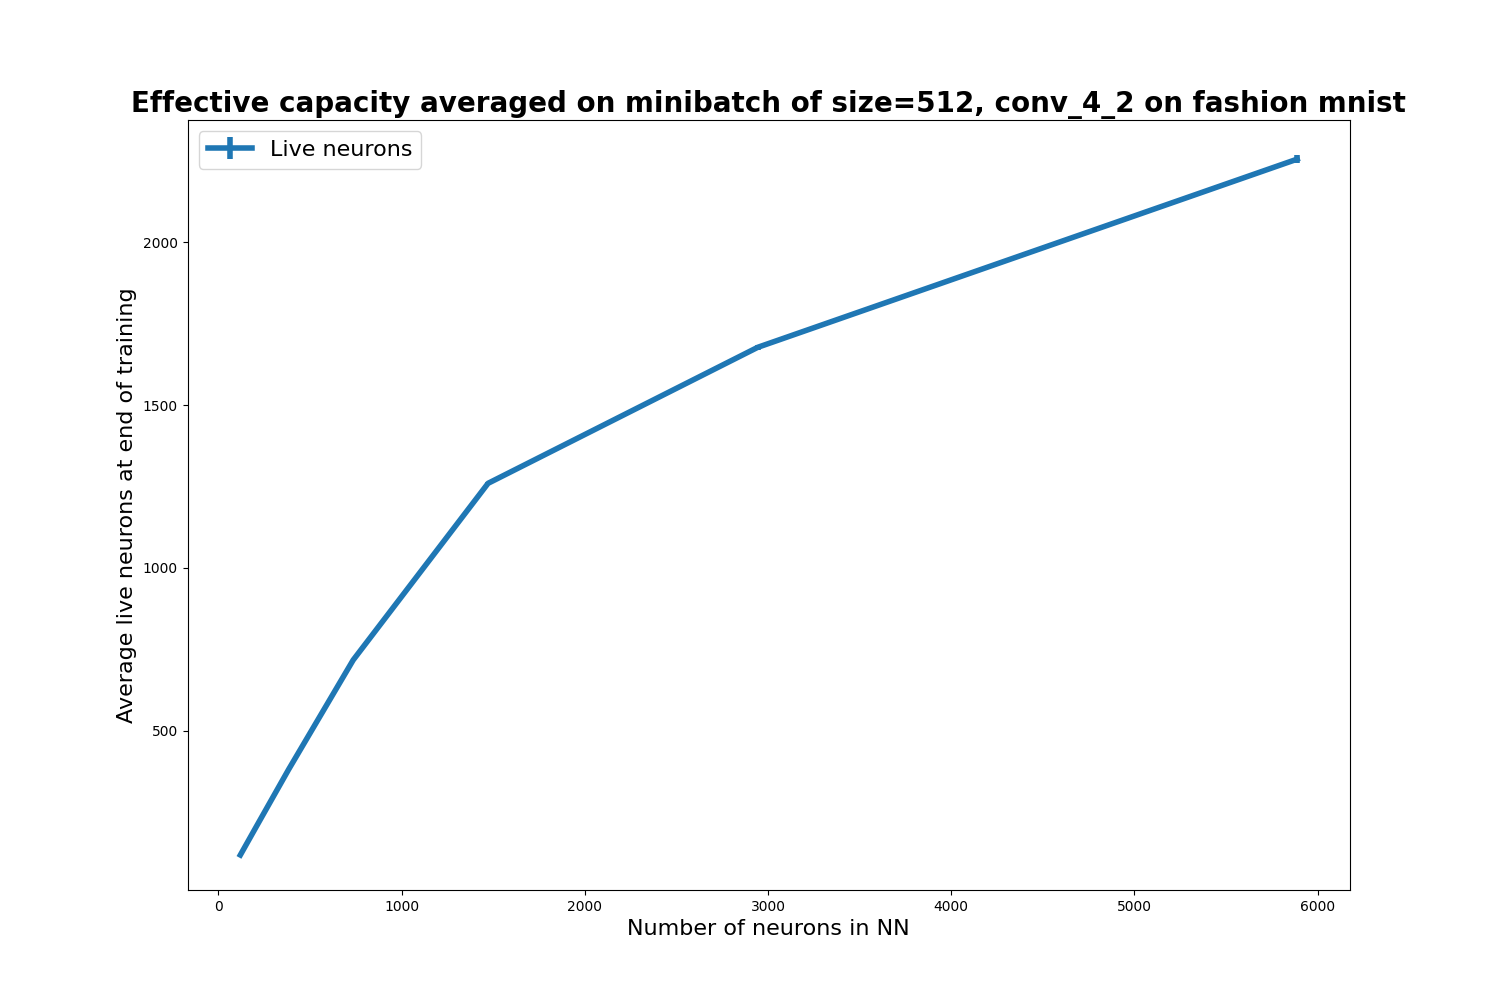 Effective capacity averaged on minibatch of size=512, conv_4_2 on fashion mnist
Live neurons
Average live neurons at end of training
2000
1500
1000
500
0 1000 2000 3000 4000 5000 6000
Number of neurons in NN